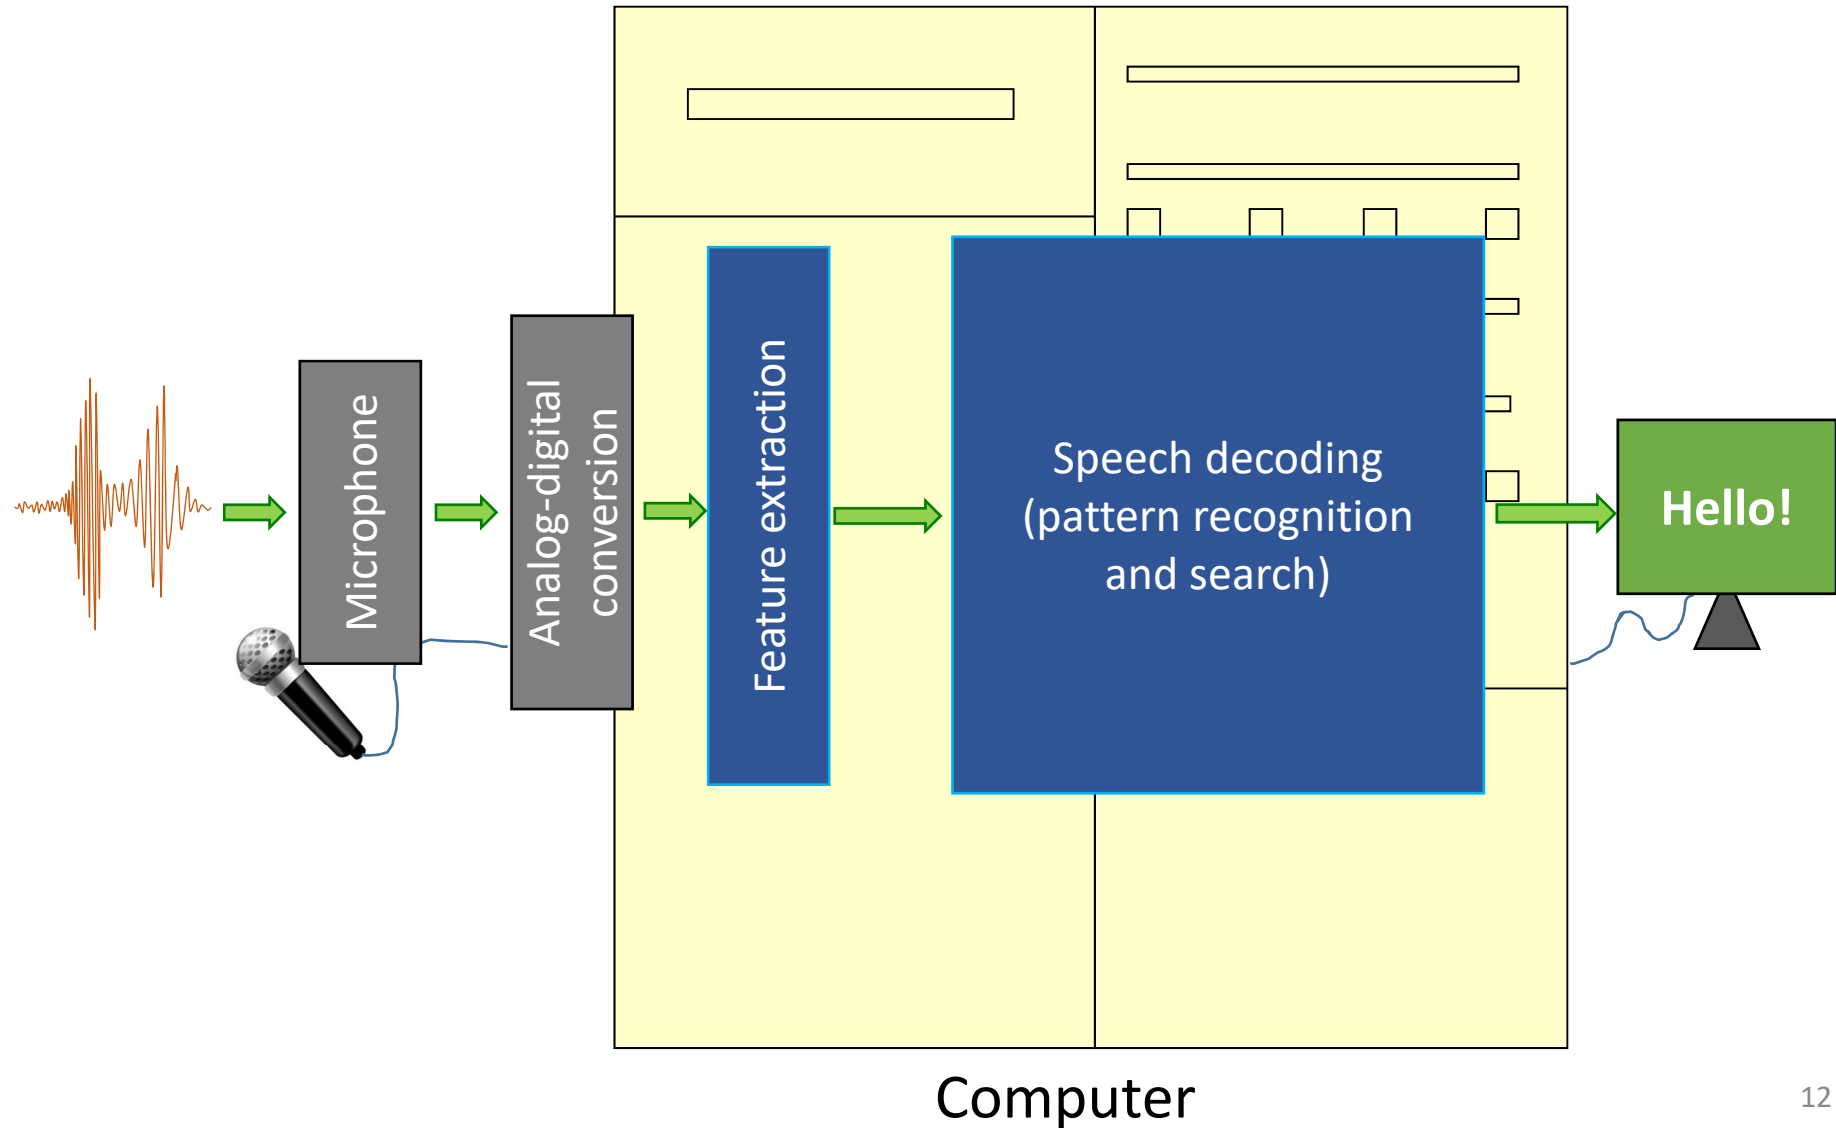 Microphone
Analog-digital
conversion
Feature extraction
Speech decoding
(pattern recognition
and search)
Hello!
Computer
12